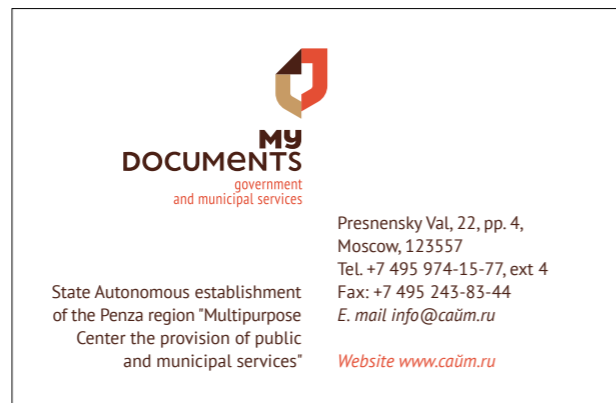 MY
DOCUMENTS
government
and municipal services
State Autonomous establishment
of the Penza region "Multipurpose
Center the provision of public
and municipal services"
Presnensky Val, 22, pp. 4,
Moscow, 123557
Tel. +7 495 974-15-77, ext 4
Fax: +7 495 243-83-44
E. mail info@сайт.ru
Website www.сайт.ru